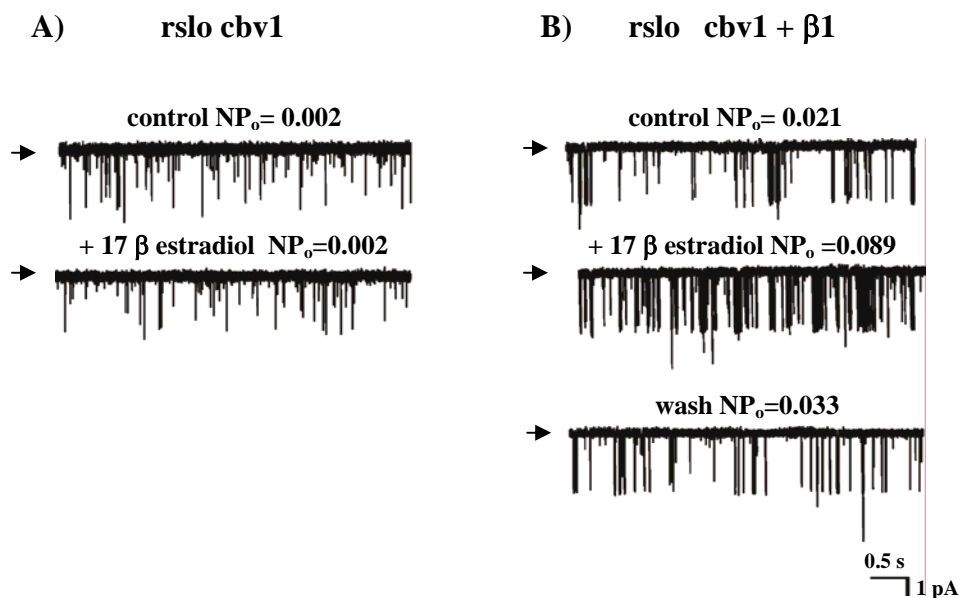 A) rslo cbv1
control NPₒ= 0.002
+ 17 β estradiol NPₒ=0.002
B) rslo cbv1 + β1
control NPₒ= 0.021
+ 17 β estradiol NPₒ =0.089
wash NPₒ=0.033
0.5 s
1 pA